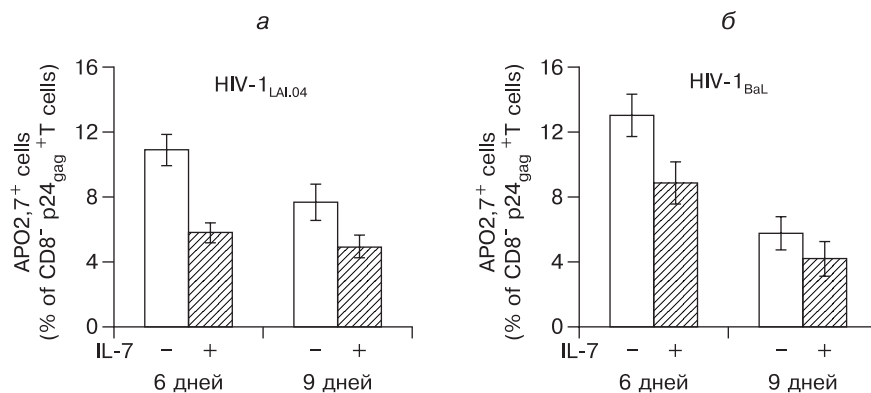 а
16
12
8
4
0
APO2,7⁺ cells
(% of CD8⁻ p24gag⁺T cells)
HIV-1LAI.04
IL-7 – + – +
6 дней 9 дней
б
16
12
8
4
0
APO2,7⁺ cells
(% of CD8⁻ p24gag⁺T cells)
HIV-1BaL
IL-7 – + – +
6 дней 9 дней